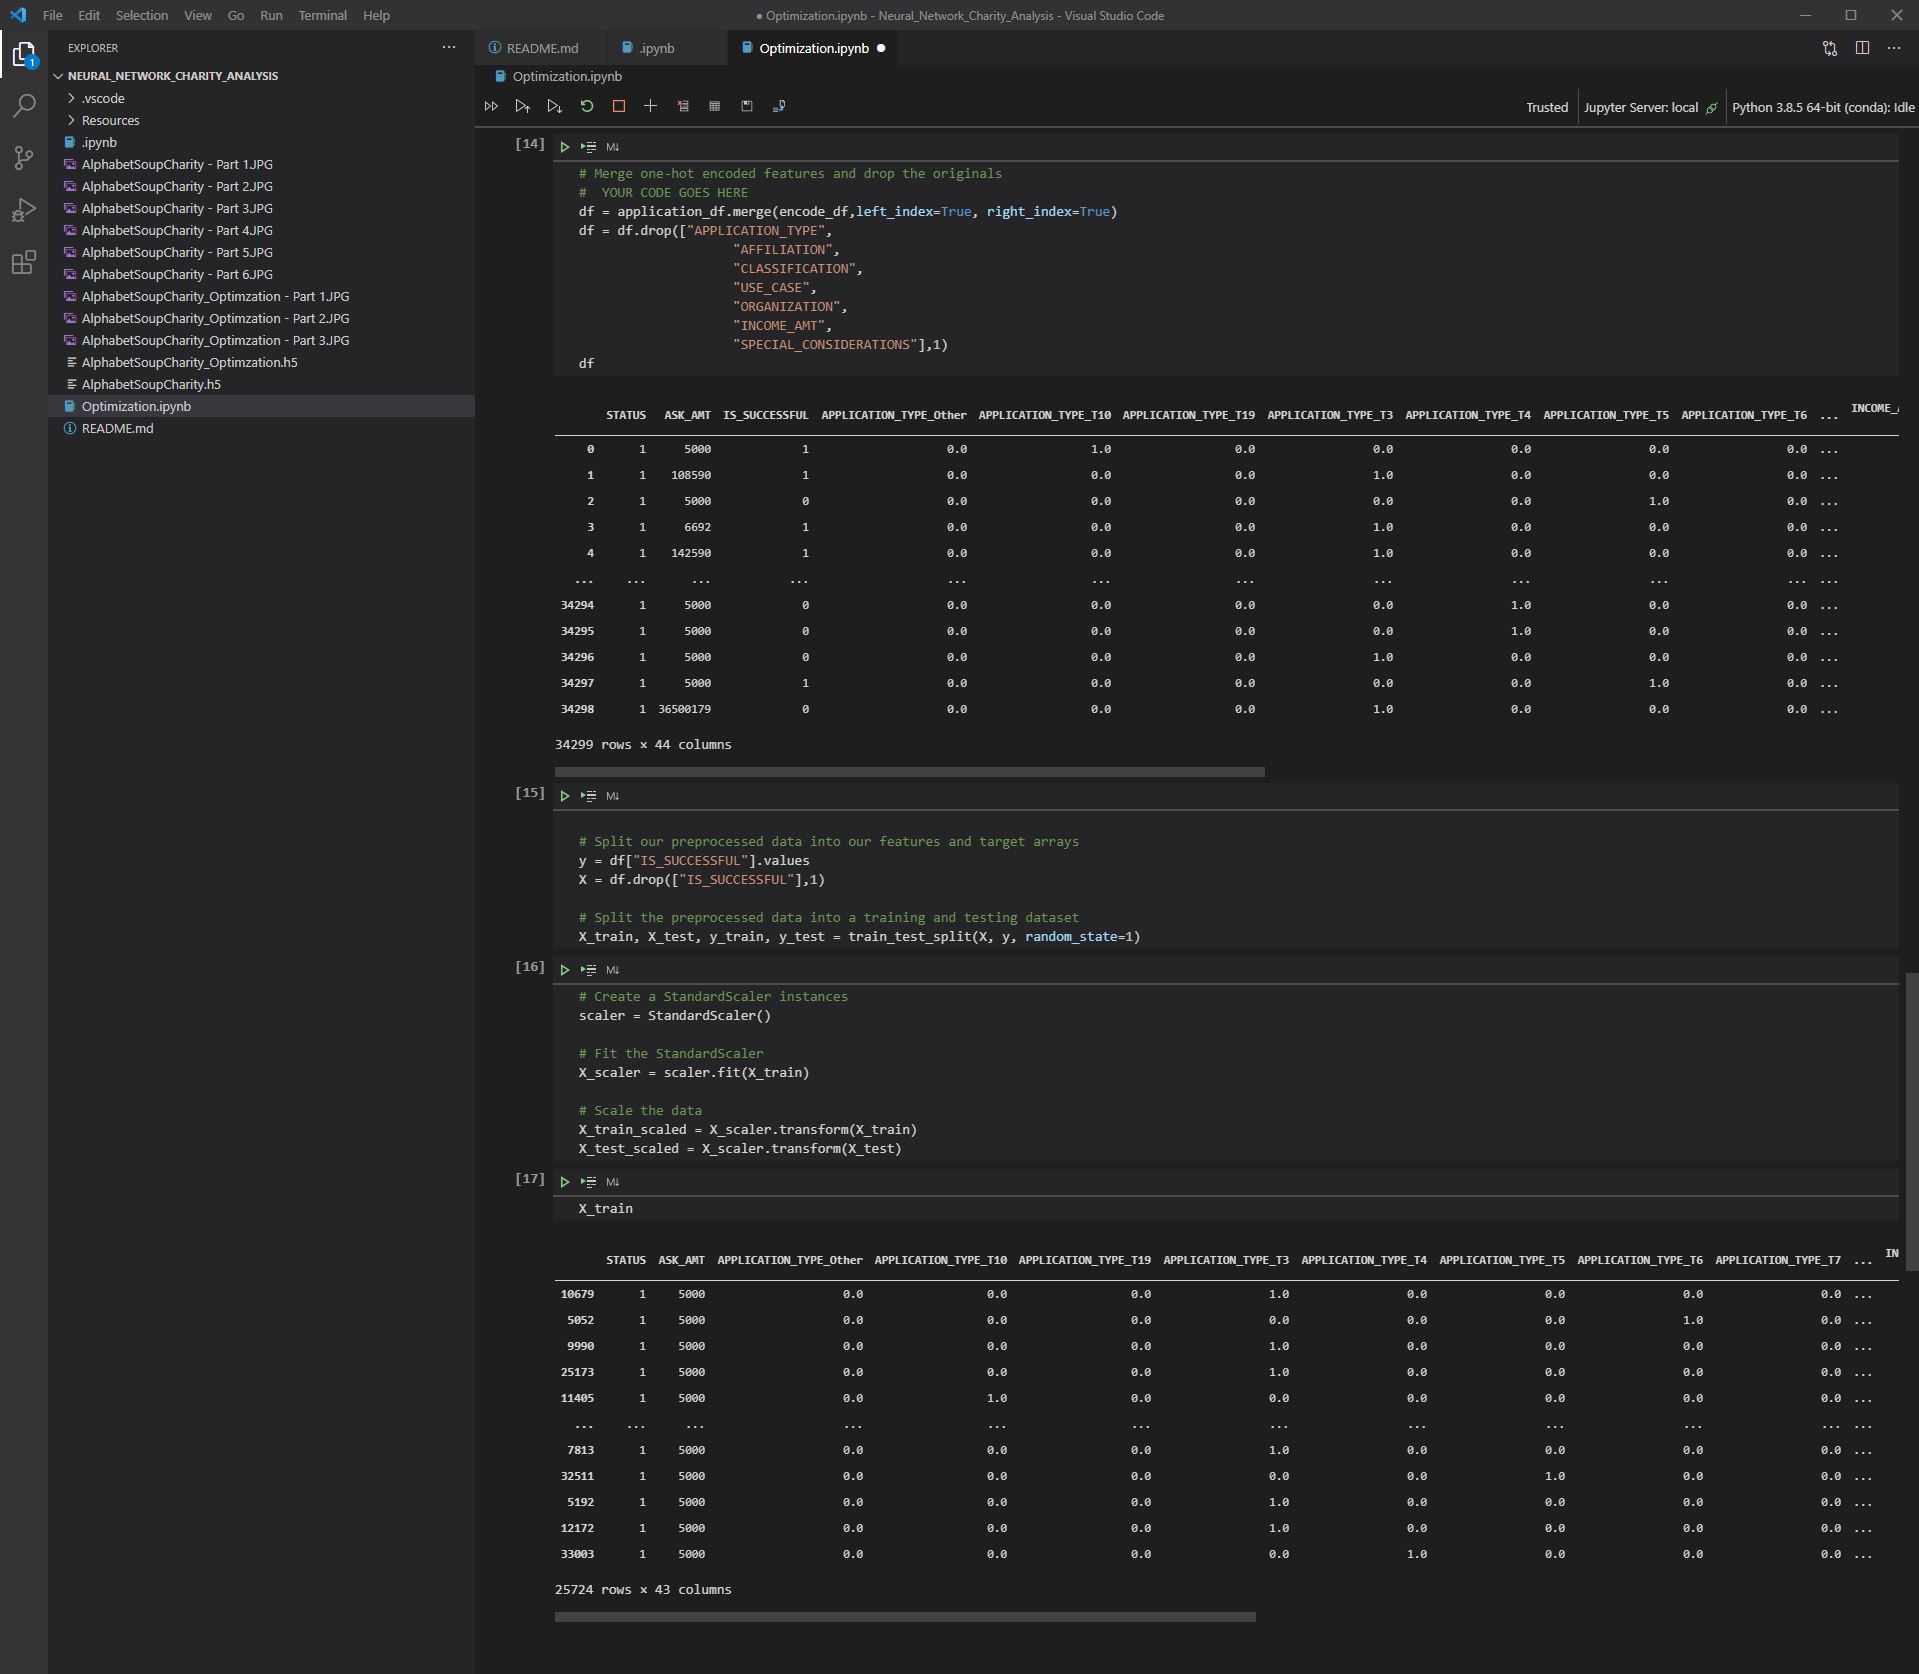 File Edit Selection View Go Run Terminal Help
● Optimization.ipynb - Neural_Network_Charity_Analysis - Visual Studio Code
EXPLORER
1
NEURAL_NETWORK_CHARITY_ANALYSIS
.vscode
Resources
.ipynb
AlphabetSoupCharity - Part 1.JPG
AlphabetSoupCharity - Part 2.JPG
AlphabetSoupCharity - Part 3.JPG
AlphabetSoupCharity - Part 4.JPG
AlphabetSoupCharity - Part 5.JPG
AlphabetSoupCharity - Part 6.JPG
AlphabetSoupCharity_Optimzation - Part 1.JPG
AlphabetSoupCharity_Optimzation - Part 2.JPG
AlphabetSoupCharity_Optimzation - Part 3.JPG
AlphabetSoupCharity_Optimzation.h5
AlphabetSoupCharity.h5
Optimization.ipynb
README.md
README.md .ipynb Optimization.ipynb ●
Optimization.ipynb
Trusted Jupyter Server: local Python 3.8.5 64-bit (conda): Idle
[14] M↓
# Merge one-hot encoded features and drop the originals
#  YOUR CODE GOES HERE
df = application_df.merge(encode_df,left_index=True, right_index=True)
df = df.drop(["APPLICATION_TYPE",
"AFFILIATION",
"CLASSIFICATION",
"USE_CASE",
"ORGANIZATION",
"INCOME_AMT",
"SPECIAL_CONSIDERATIONS"],1)
df
STATUS ASK_AMT IS_SUCCESSFUL APPLICATION_TYPE_Other APPLICATION_TYPE_T10 APPLICATION_TYPE_T19 APPLICATION_TYPE_T3 APPLICATION_TYPE_T4 APPLICATION_TYPE_T5 APPLICATION_TYPE_T6 ... INCOME_
0 1 5000 1 0.0 1.0 0.0 0.0 0.0 0.0 0.0 ...
1 1 108590 1 0.0 0.0 0.0 1.0 0.0 0.0 0.0 ...
2 1 5000 0 0.0 0.0 0.0 0.0 0.0 1.0 0.0 ...
3 1 6692 1 0.0 0.0 0.0 1.0 0.0 0.0 0.0 ...
4 1 142590 1 0.0 0.0 0.0 1.0 0.0 0.0 0.0 ...
... ... ... ... ... ... ... ... ... ... ... ...
34294 1 5000 0 0.0 0.0 0.0 0.0 1.0 0.0 0.0 ...
34295 1 5000 0 0.0 0.0 0.0 0.0 1.0 0.0 0.0 ...
34296 1 5000 0 0.0 0.0 0.0 1.0 0.0 0.0 0.0 ...
34297 1 5000 1 0.0 0.0 0.0 0.0 0.0 1.0 0.0 ...
34298 1 36500179 0 0.0 0.0 0.0 1.0 0.0 0.0 0.0 ...
34299 rows × 44 columns
[15] M↓
# Split our preprocessed data into our features and target arrays
y = df["IS_SUCCESSFUL"].values
X = df.drop(["IS_SUCCESSFUL"],1)
# Split the preprocessed data into a training and testing dataset
X_train, X_test, y_train, y_test = train_test_split(X, y, random_state=1)
[16] M↓
# Create a StandardScaler instances
scaler = StandardScaler()
# Fit the StandardScaler
X_scaler = scaler.fit(X_train)
# Scale the data
X_train_scaled = X_scaler.transform(X_train)
X_test_scaled = X_scaler.transform(X_test)
[17] M↓
X_train
STATUS ASK_AMT APPLICATION_TYPE_Other APPLICATION_TYPE_T10 APPLICATION_TYPE_T19 APPLICATION_TYPE_T3 APPLICATION_TYPE_T4 APPLICATION_TYPE_T5 APPLICATION_TYPE_T6 APPLICATION_TYPE_T7 ... IN
10679 1 5000 0.0 0.0 0.0 1.0 0.0 0.0 0.0 0.0 ...
5052 1 5000 0.0 0.0 0.0 0.0 0.0 0.0 1.0 0.0 ...
9990 1 5000 0.0 0.0 0.0 1.0 0.0 0.0 0.0 0.0 ...
25173 1 5000 0.0 0.0 0.0 1.0 0.0 0.0 0.0 0.0 ...
11405 1 5000 0.0 1.0 0.0 0.0 0.0 0.0 0.0 0.0 ...
... ... ... ... ... ... ... ... ... ... ... ...
7813 1 5000 0.0 0.0 0.0 1.0 0.0 0.0 0.0 0.0 ...
32511 1 5000 0.0 0.0 0.0 0.0 0.0 1.0 0.0 0.0 ...
5192 1 5000 0.0 0.0 0.0 1.0 0.0 0.0 0.0 0.0 ...
12172 1 5000 0.0 0.0 0.0 1.0 0.0 0.0 0.0 0.0 ...
33003 1 5000 0.0 0.0 0.0 0.0 1.0 0.0 0.0 0.0 ...
25724 rows × 43 columns